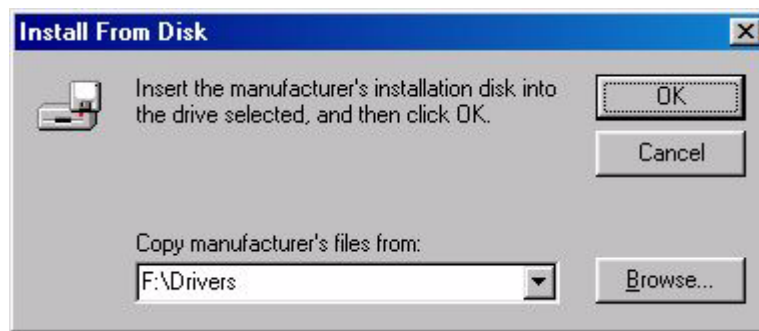 Install From Disk
Insert the manufacturer's installation disk into
the drive selected, and then click OK.
OK
Cancel
Copy manufacturer's files from:
F:\Drivers
Browse...